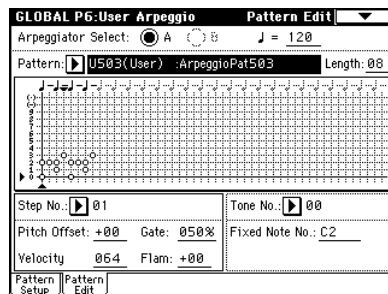 GLOBAL P6:User Arpeggio Pattern Edit
Arpeggiator Select: A B ♩ = 120
Pattern: U503(User) :ArpeggioPat503 Length: 08
Step No.: 01 Tone No.: 00
Pitch Offset: +00 Gate: 050% Fixed Note No.: C2
Velocity 064 Flam: +00
Pattern Setup Pattern Edit